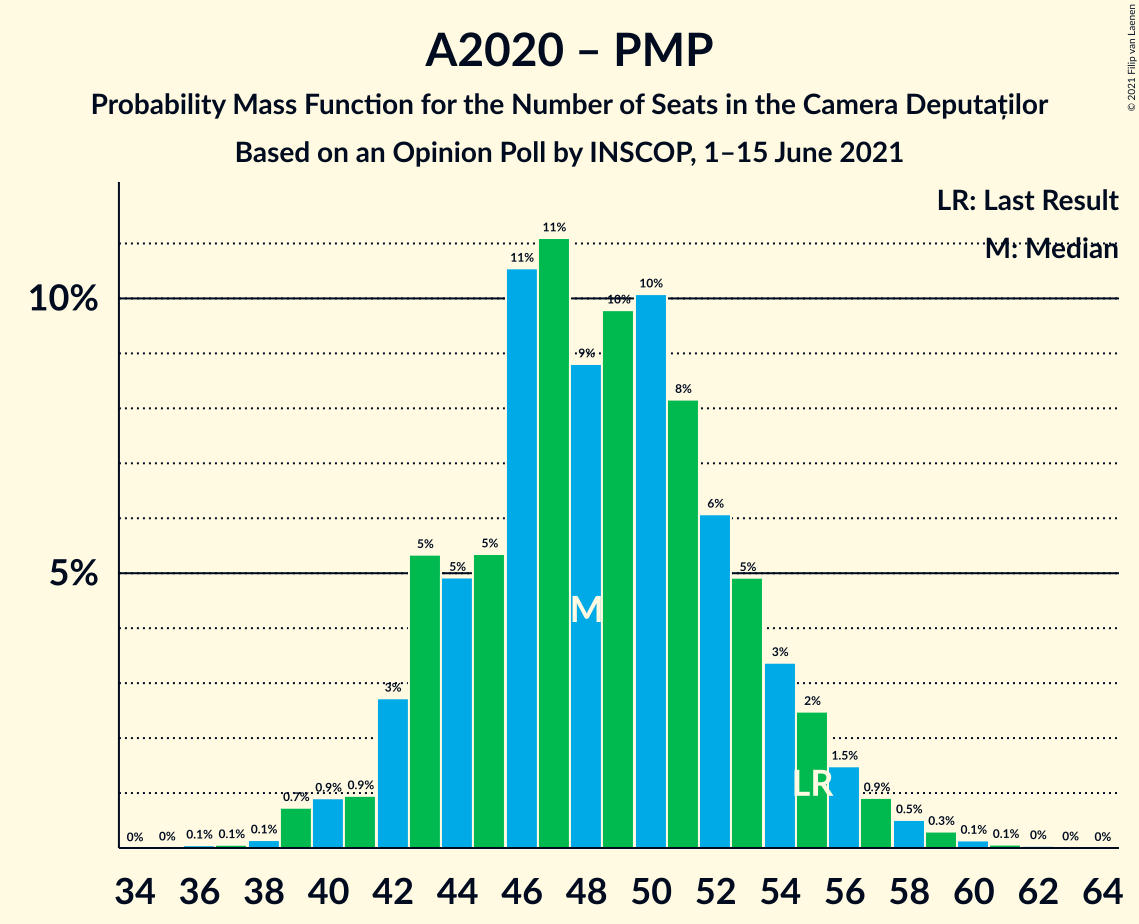 A2020 – PMP
Probability Mass Function for the Number of Seats in the Camera Deputaților
Based on an Opinion Poll by INSCOP, 1–15 June 2021
© 2021 Filip van Laenen
LR: Last Result
M: Median
10%
5%
0% 0% 0.1% 0.1% 0.1% 0.7% 0.9% 0.9% 3% 5% 5% 5% 11% 11% 9% 10% 10% 8% 6% 5% 3% 2% 1.5% 0.9% 0.5% 0.3% 0.1% 0.1% 0% 0% 0%
M
LR
34 36 38 40 42 44 46 48 50 52 54 56 58 60 62 64